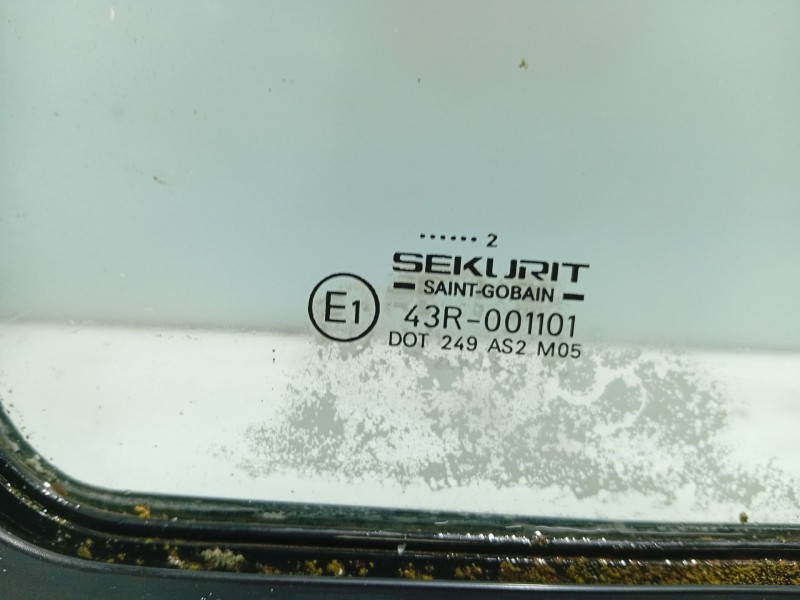 ...... 2
SEKURIT
SAINT-GOBAIN
E1
43R-001101
DOT 249 AS2 M05